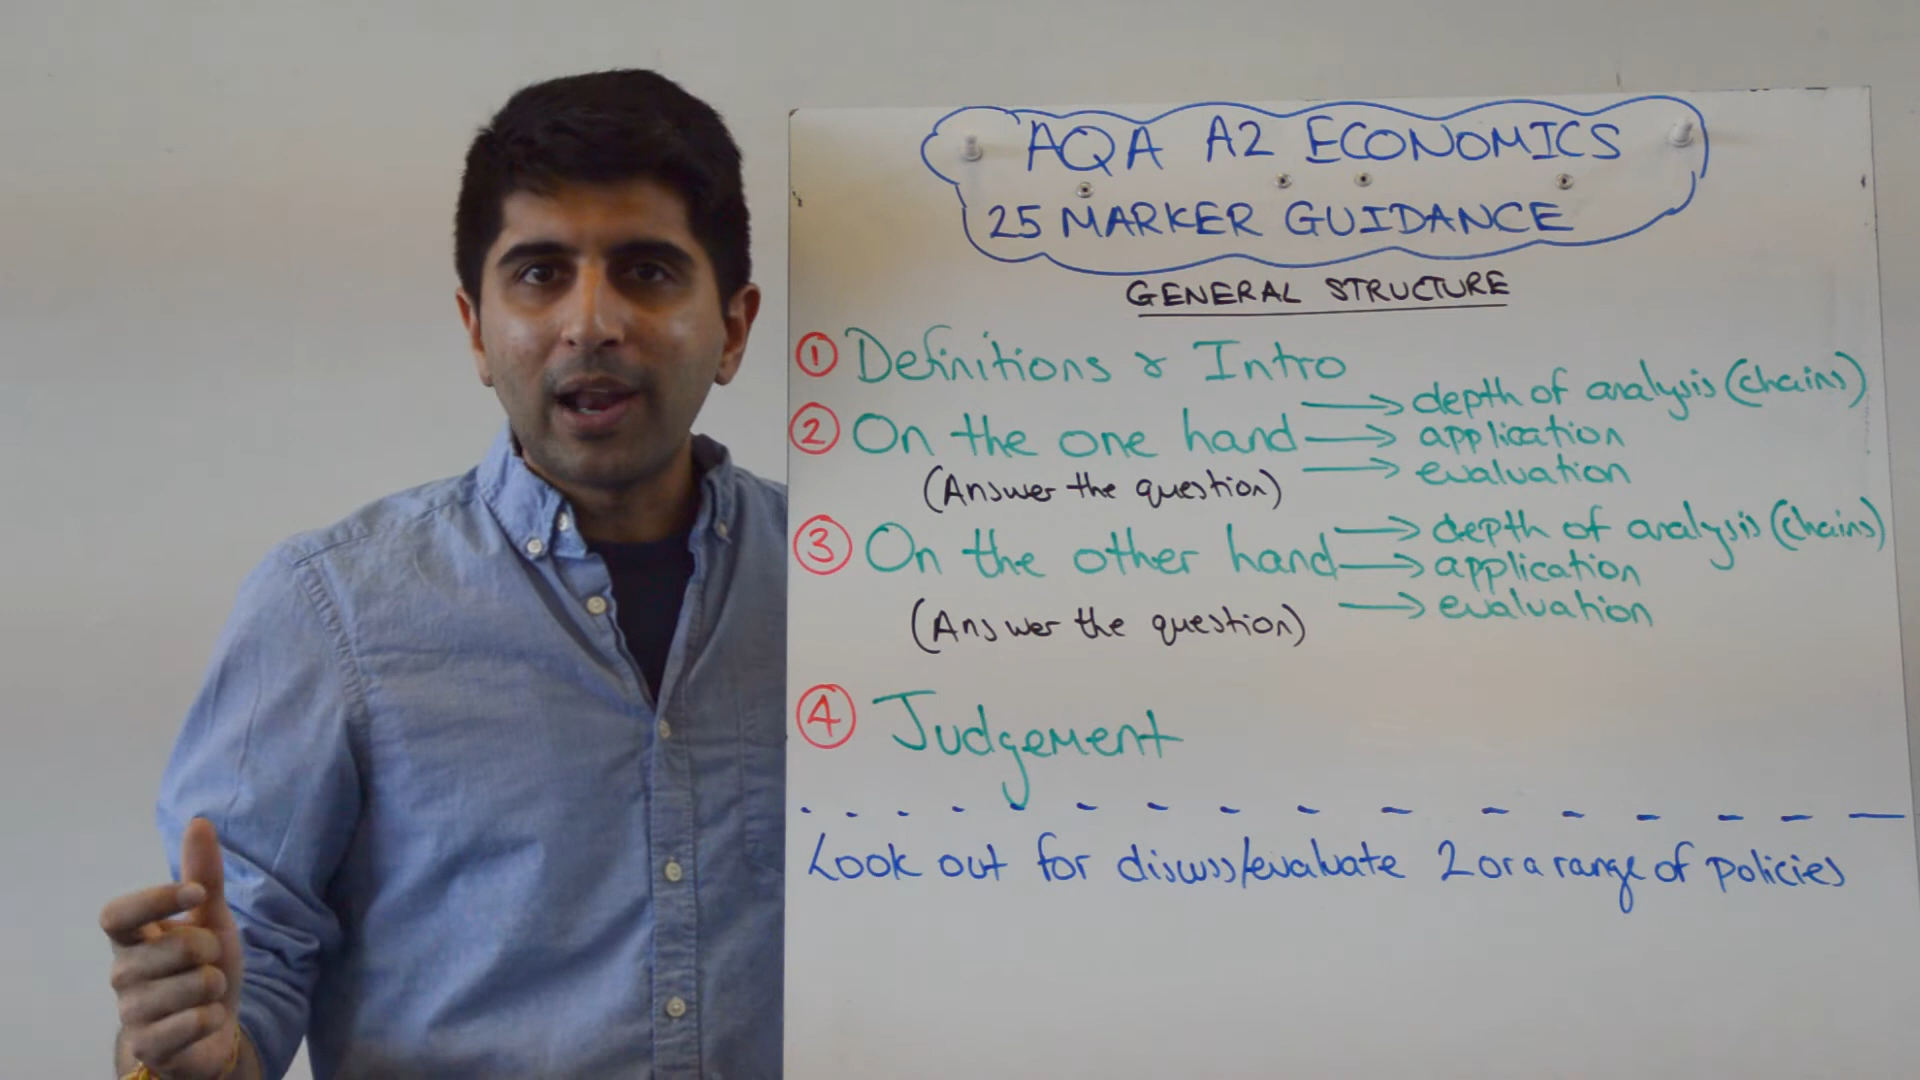 AQA A2 ECONOMICS
25 MARKER GUIDANCE
GENERAL STRUCTURE
① Definitions & Intro
② On the one hand → depth of analysis (chains)
→ application
→ evaluation
(Answer the question)
③ On the other hand → depth of analysis (chains)
→ application
→ evaluation
(Answer the question)
④ Judgement
Look out for discuss/evaluate 2 or a range of policies